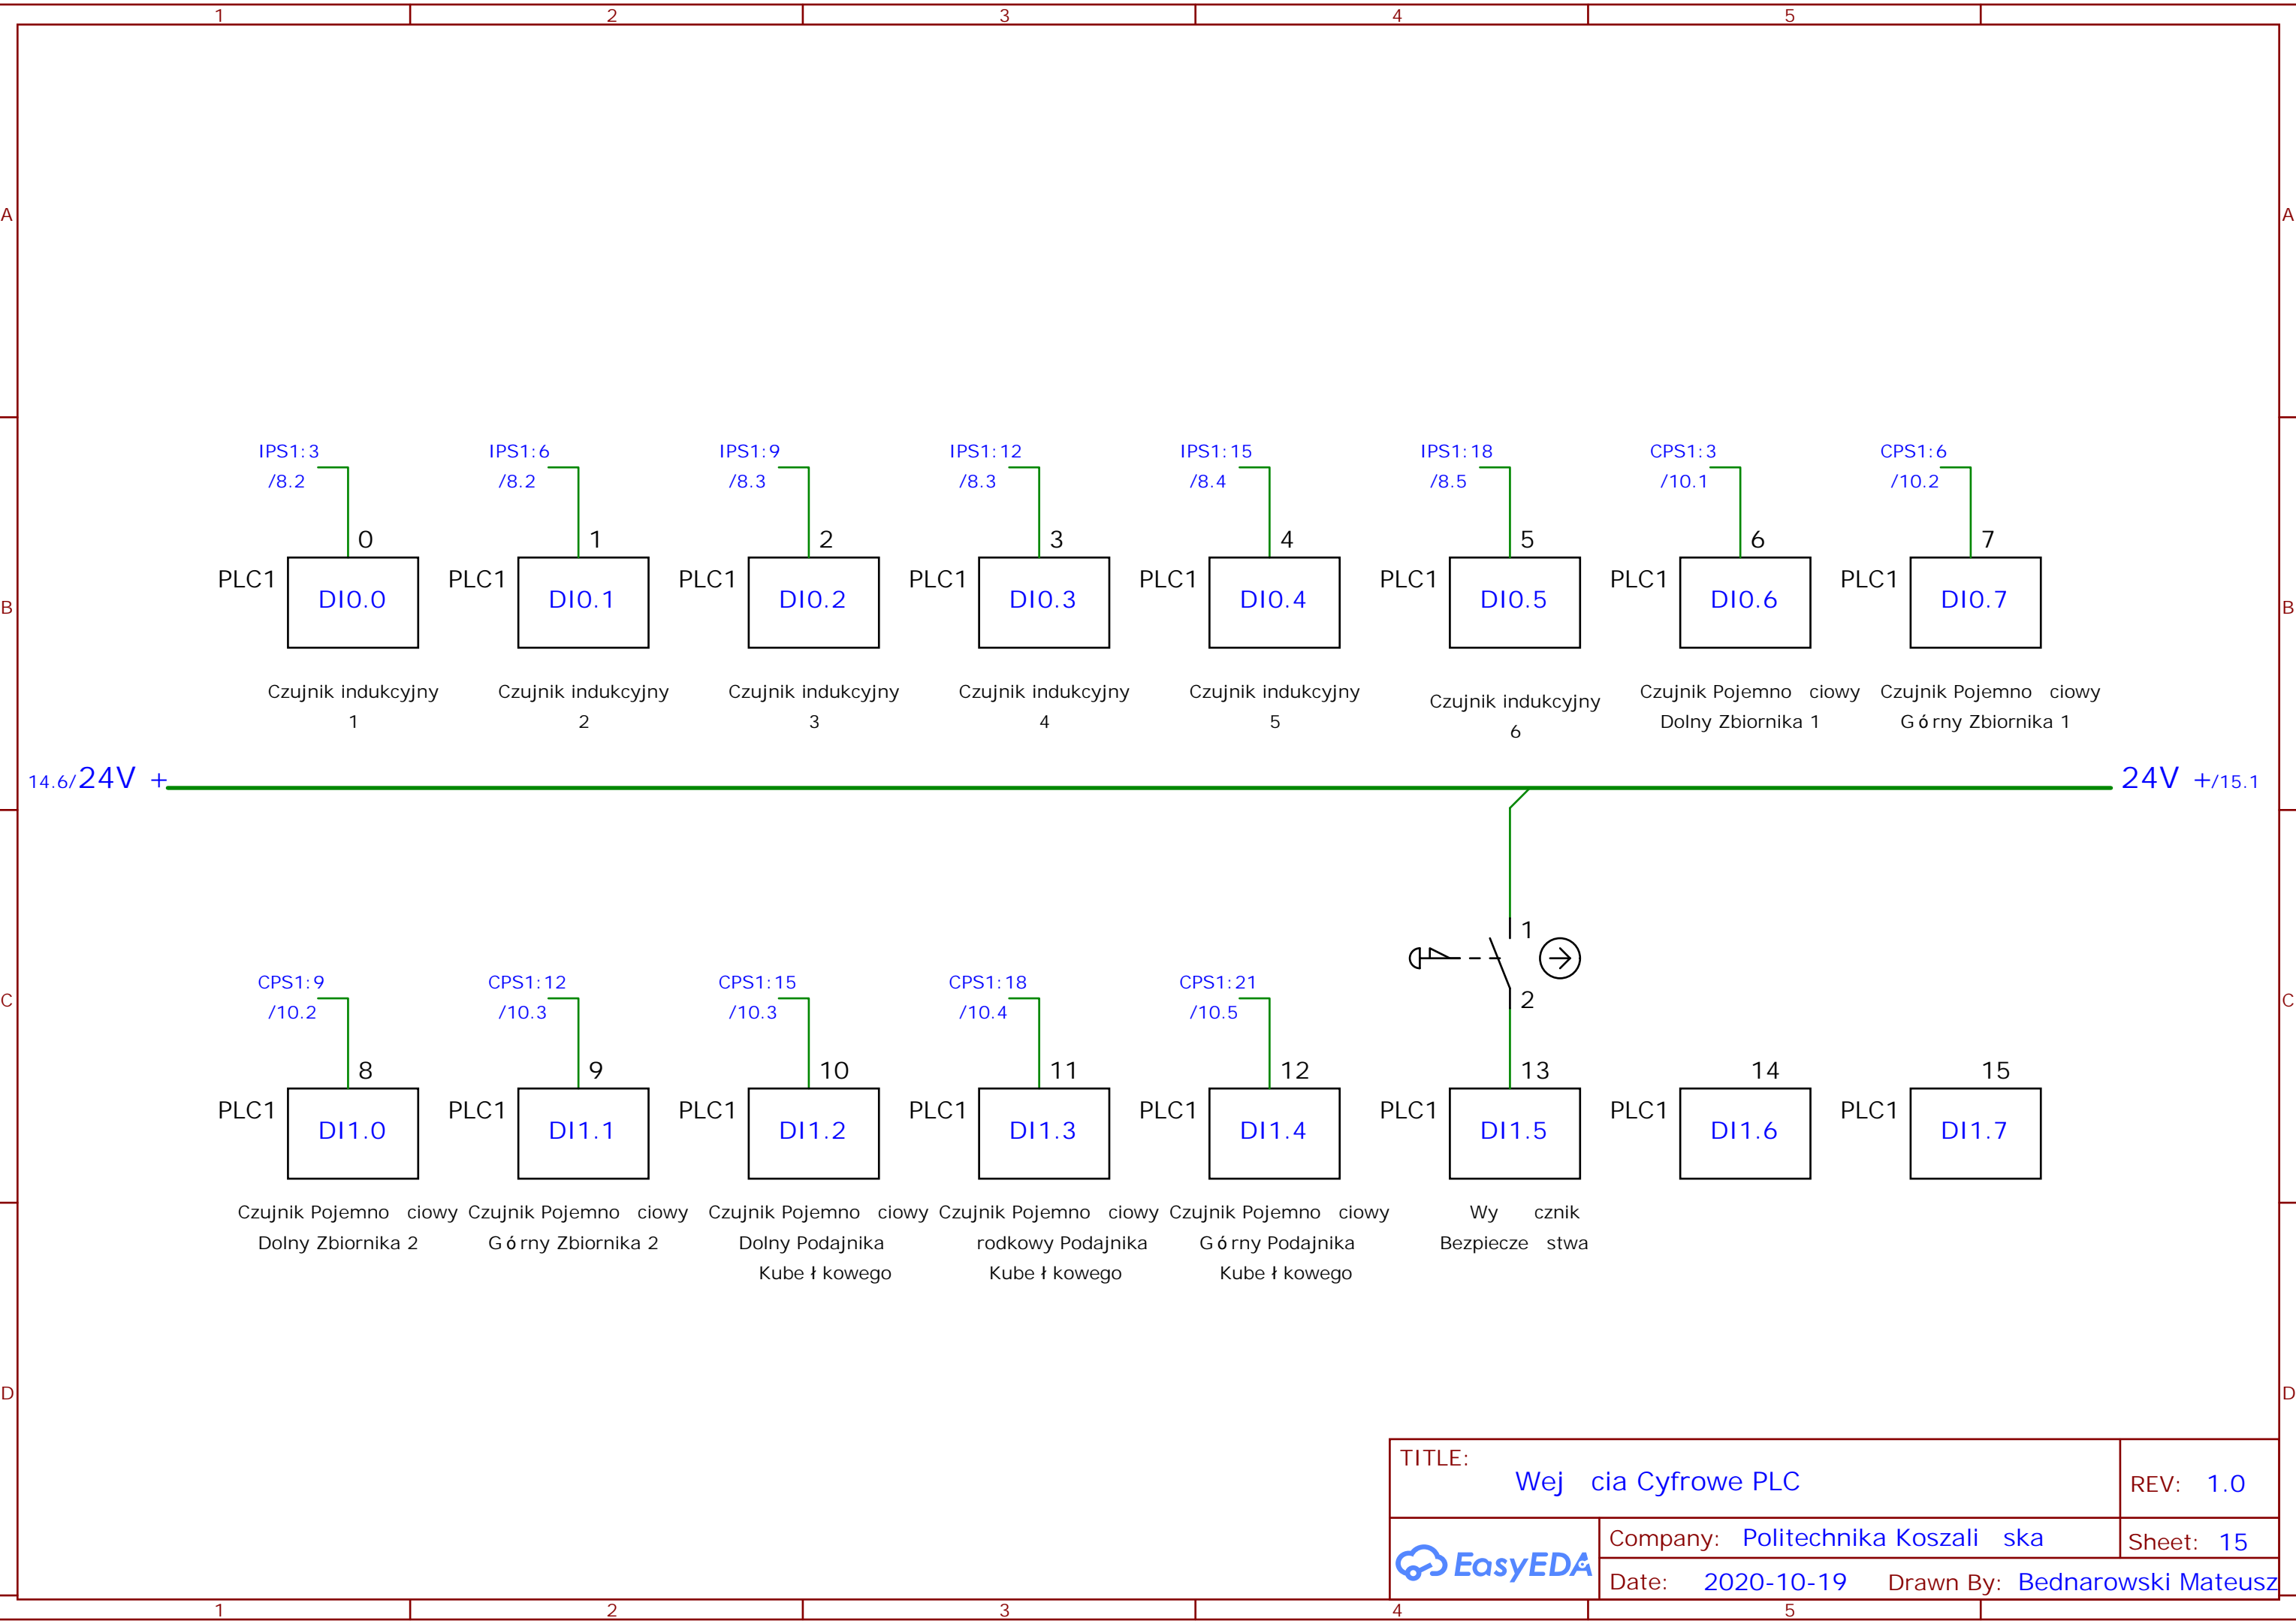 1 2 3 4 5
A A
IPS1:3 IPS1:6 IPS1:9 IPS1:12 IPS1:15 IPS1:18 CPS1:3 CPS1:6
/8.2 /8.2 /8.3 /8.3 /8.4 /8.5 /10.1 /10.2
0 1 2 3 4 5 6 7
PLC1 PLC1 PLC1 PLC1 PLC1 PLC1 PLC1 PLC1
B DI0.0 DI0.1 DI0.2 DI0.3 DI0.4 DI0.5 DI0.6 DI0.7 B
Czujnik indukcyjny
1
Czujnik indukcyjny
2
Czujnik indukcyjny
3
Czujnik indukcyjny
4
Czujnik indukcyjny
5
Czujnik indukcyjny
6
Czujnik Pojemno ciowy
Dolny Zbiornika 1
Czujnik Pojemno ciowy
Górny Zbiornika 1
14.6/24V + 24V +/15.1
1
2
CPS1:9 CPS1:12 CPS1:15 CPS1:18 CPS1:21
C C
/10.2 /10.3 /10.3 /10.4 /10.5
8 9 10 11 12 13 14 15
PLC1 PLC1 PLC1 PLC1 PLC1 PLC1 PLC1 PLC1
DI1.0 DI1.1 DI1.2 DI1.3 DI1.4 DI1.5 DI1.6 DI1.7
Czujnik Pojemno ciowy
Dolny Zbiornika 2
Czujnik Pojemno ciowy
Górny Zbiornika 2
Czujnik Pojemno ciowy
Dolny Podajnika
Kubełkowego
Czujnik Pojemno ciowy
rodkowy Podajnika
Kubełkowego
Czujnik Pojemno ciowy
Górny Podajnika
Kubełkowego
Wy cznik
Bezpiecze stwa
D D
TITLE:
Wej cia Cyfrowe PLC
REV: 1.0
EasyEDA
Company: Politechnika Koszali ska
Sheet: 15
Date: 2020-10-19 Drawn By: Bednarowski Mateusz
1 2 3 4 5